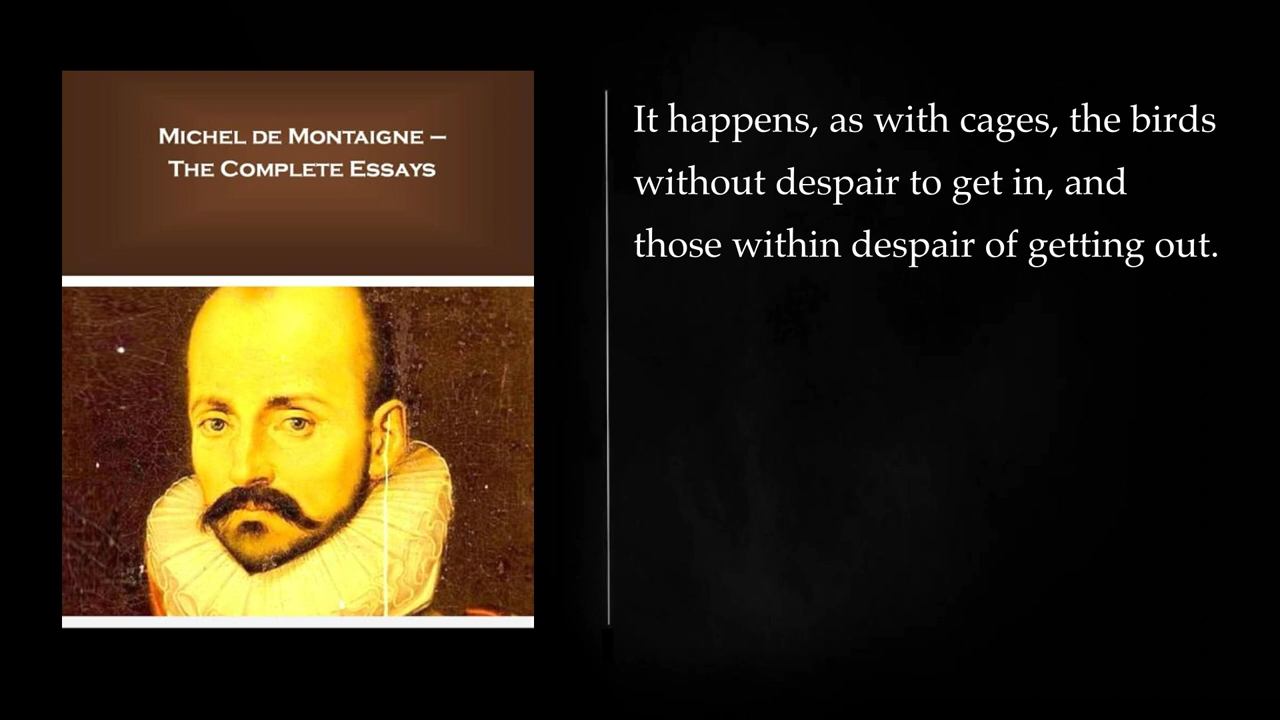 MICHEL DE MONTAIGNE –
THE COMPLETE ESSAYS
It happens, as with cages, the birds
without despair to get in, and
those within despair of getting out.